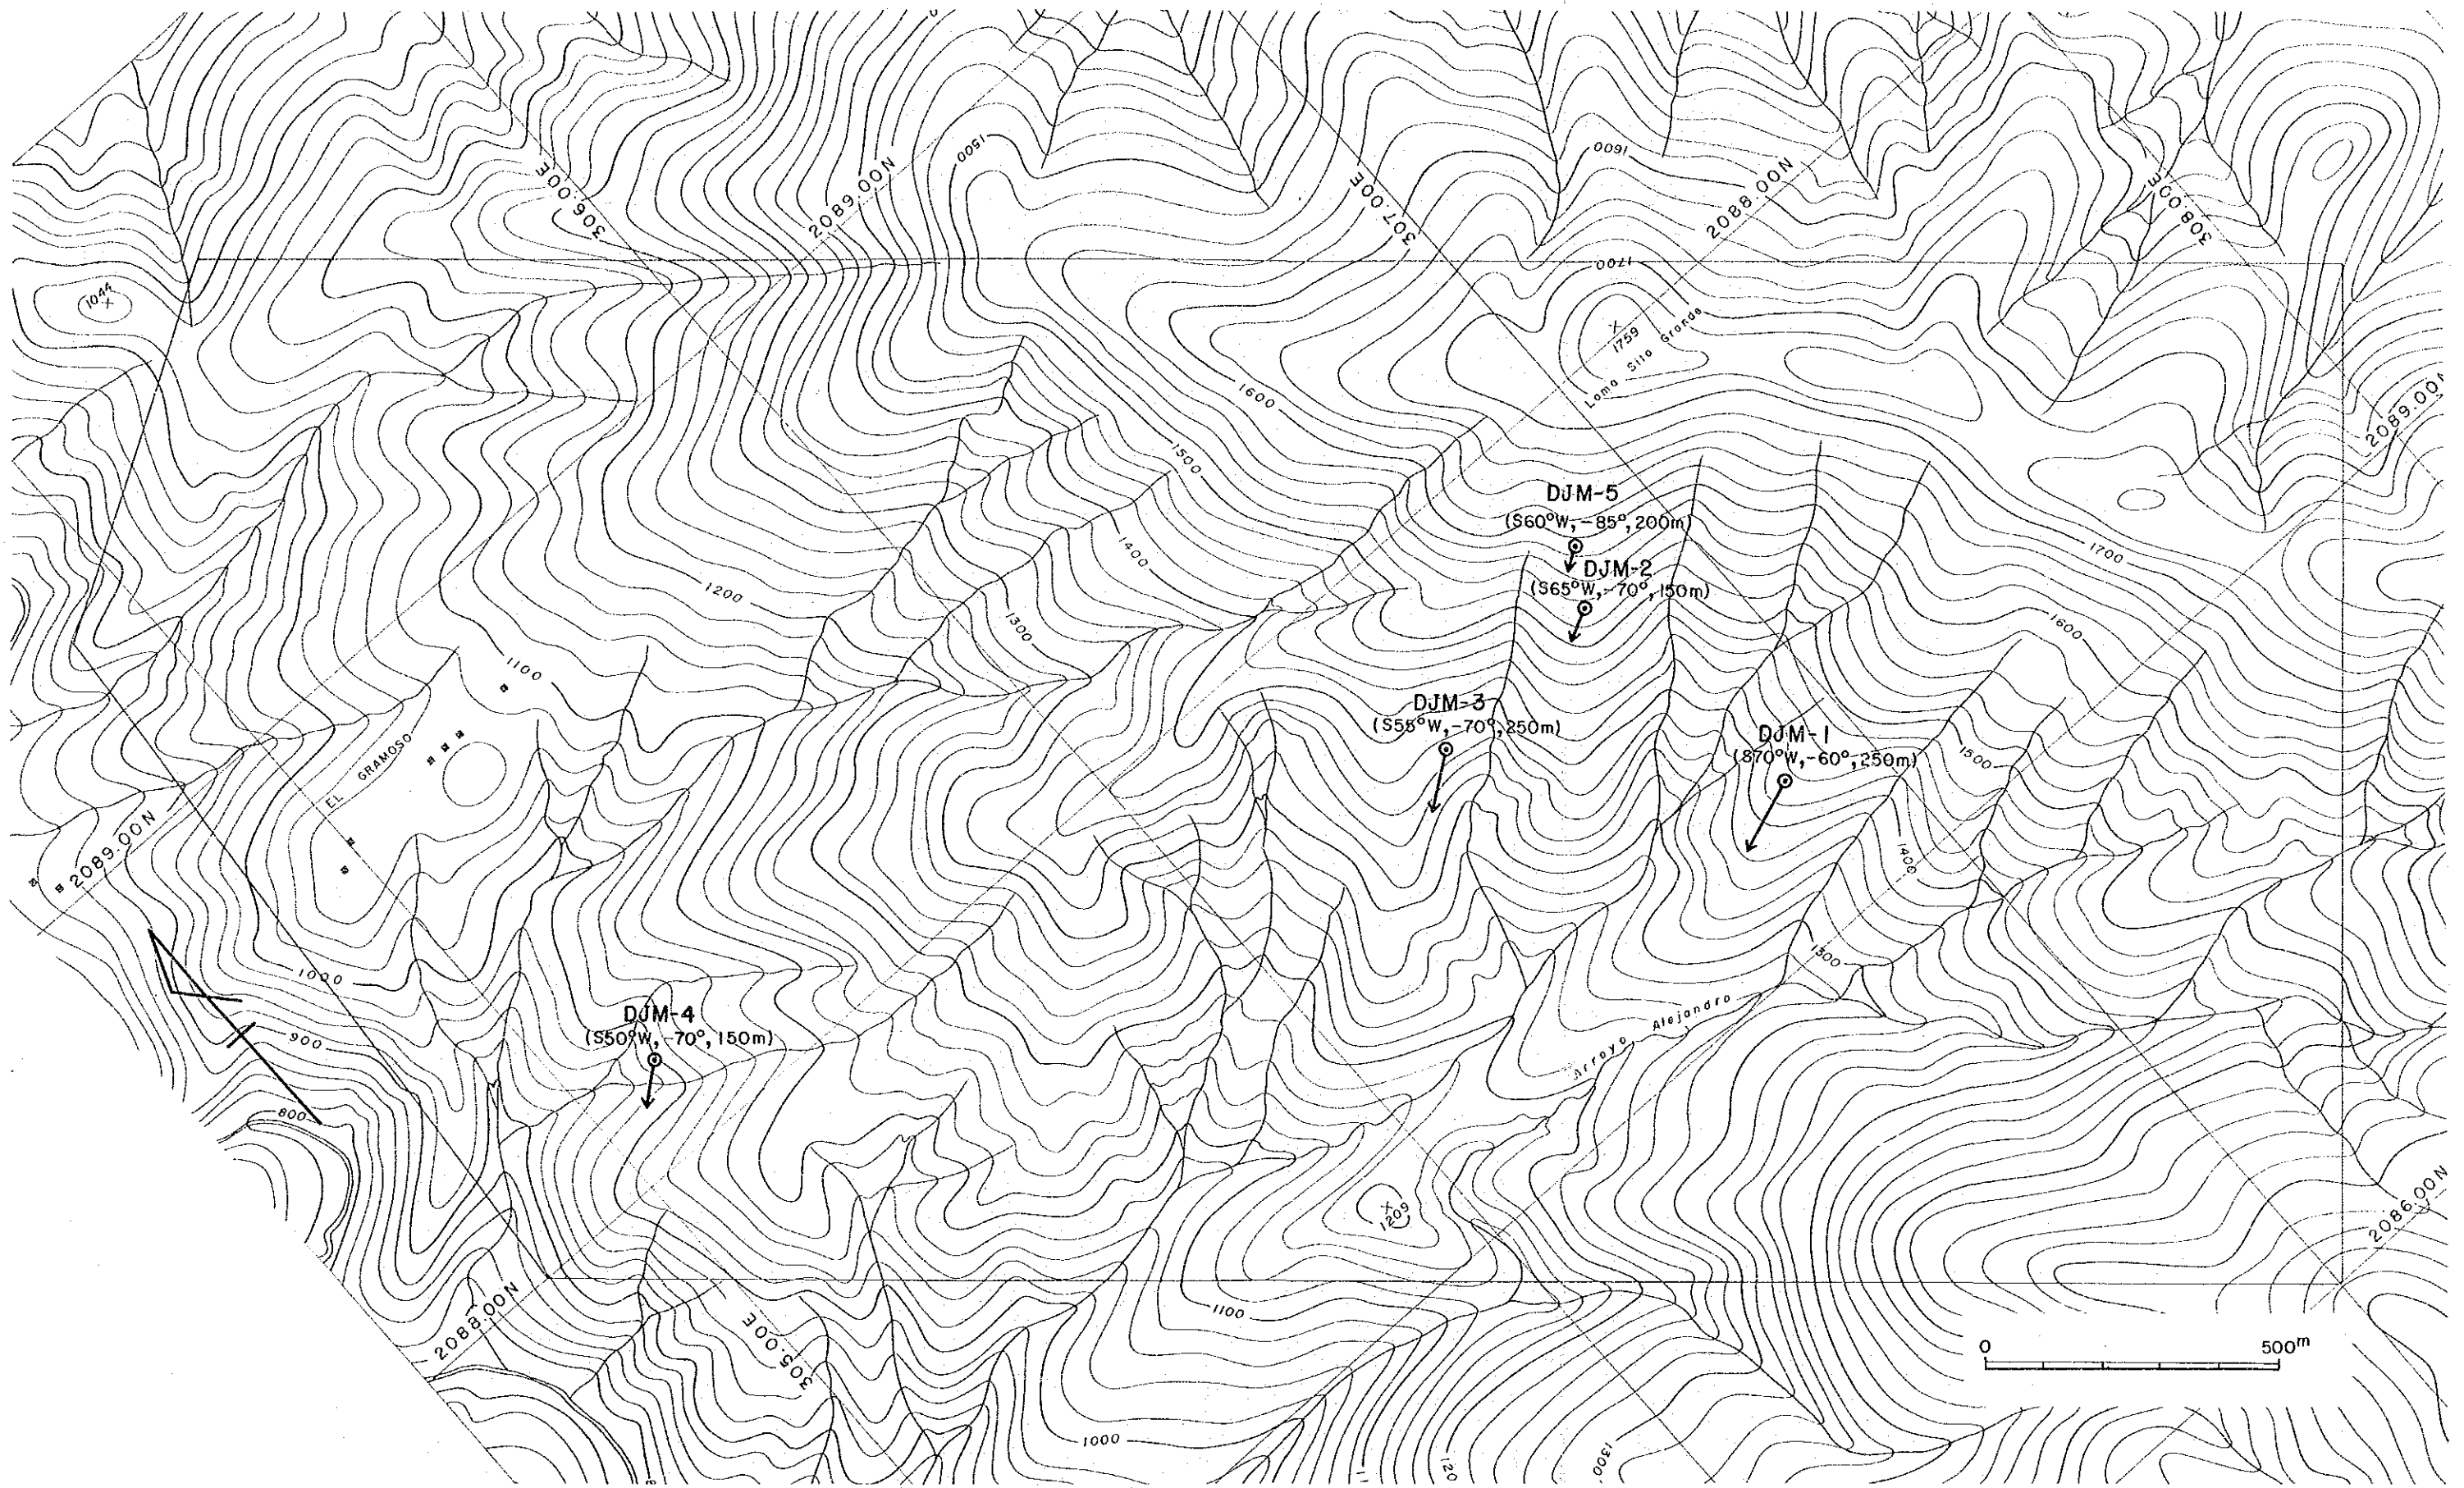 1500
1600
306.00E
2089.00N
307.00E
2088.00N
308.00E
1700
1044
1759
Loma Sito Grande
1600
2089.00N
1500
DJM-5
(S60°W,-85°,200m)
1400
1700
DJM-2
(S65°W,-70°,150m)
1200
1300
1600
1100
DJM-3
(S55°W,-70°,250m)
DJM-1
(S70°W,-60°,250m)
1500
EL GRAMOSO
2089.00N
1400
1300
1000
Arroyo Alejandro
DJM-4
(S50°W,-70°,150m)
900
800
1209
2086.00N
2088.00N
305.00E
1100
0 500m
1000
120
1300